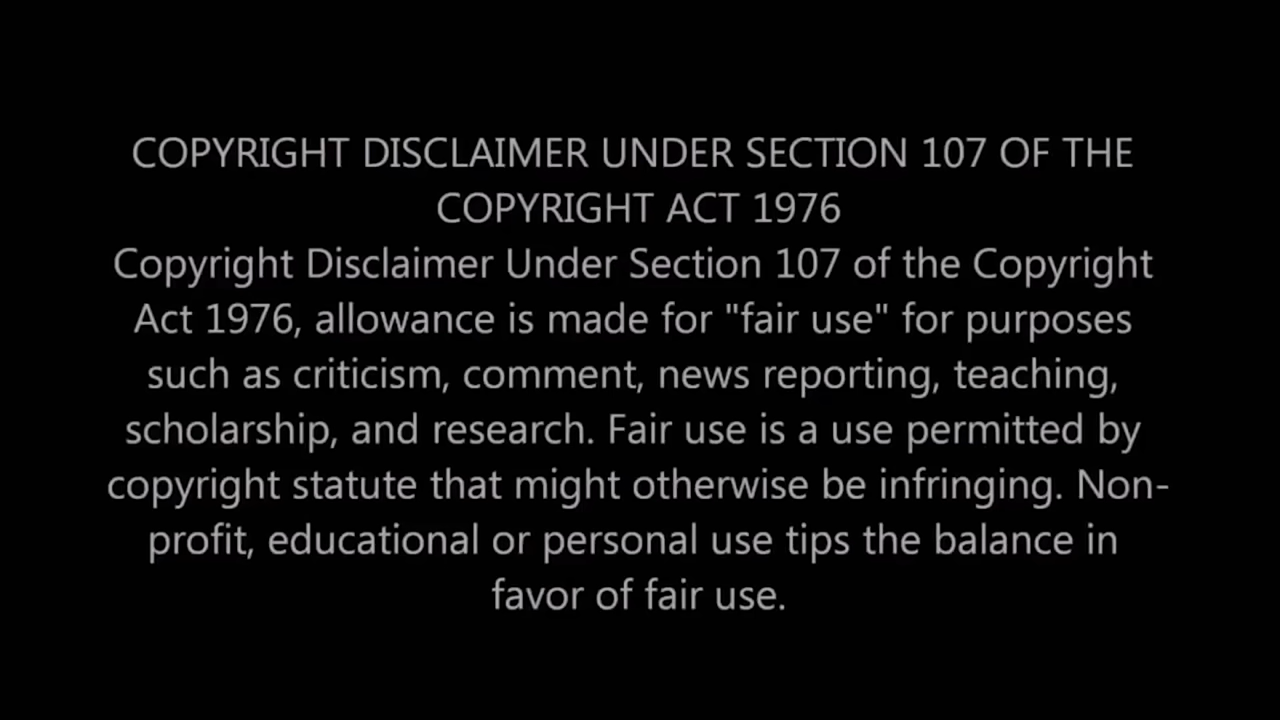 COPYRIGHT DISCLAIMER UNDER SECTION 107 OF THE
COPYRIGHT ACT 1976
Copyright Disclaimer Under Section 107 of the Copyright
Act 1976, allowance is made for "fair use" for purposes
such as criticism, comment, news reporting, teaching,
scholarship, and research. Fair use is a use permitted by
copyright statute that might otherwise be infringing. Non-
profit, educational or personal use tips the balance in
favor of fair use.